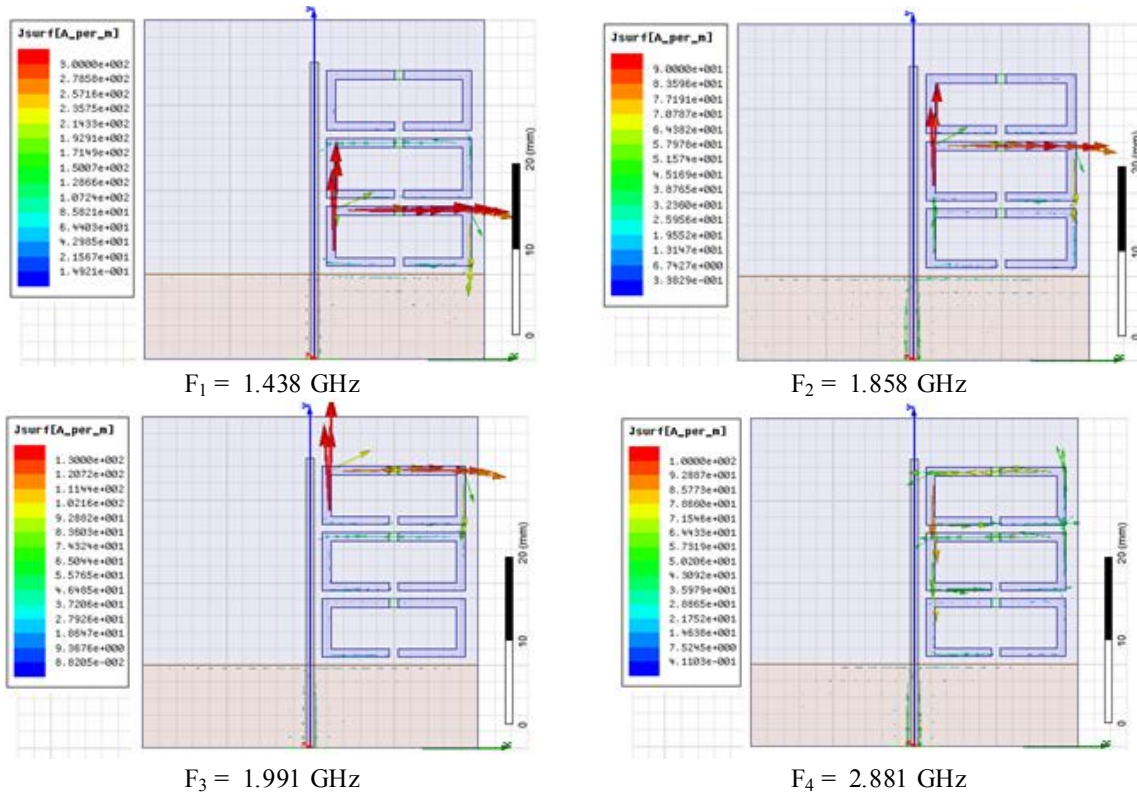 Jsurf[A_per_m]
3.0000e+002
2.7858e+002
2.5716e+002
2.3575e+002
2.1433e+002
1.9291e+002
1.7149e+002
1.5007e+002
1.2866e+002
1.0724e+002
8.5821e+001
6.4403e+001
4.2985e+001
2.1567e+001
1.4921e-001
20 (mm)
10
0
F1 = 1.438 GHz
Jsurf[A_per_m]
9.0000e+001
8.3596e+001
7.7191e+001
7.0787e+001
6.4382e+001
5.7978e+001
5.1574e+001
4.5169e+001
3.8765e+001
3.2360e+001
2.5956e+001
1.9552e+001
1.3147e+001
6.7427e+000
3.3829e-001
20 (mm)
10
0
F2 = 1.858 GHz
Jsurf[A_per_m]
1.3000e+002
1.2072e+002
1.1144e+002
1.0216e+002
9.2882e+001
8.3603e+001
7.4324e+001
6.5044e+001
5.5765e+001
4.6485e+001
3.7206e+001
2.7926e+001
1.8647e+001
9.3676e+000
8.8205e-002
20 (mm)
10
0
F3 = 1.991 GHz
Jsurf[A_per_m]
1.0000e+002
9.2887e+001
8.5773e+001
7.8660e+001
7.1546e+001
6.4433e+001
5.7319e+001
5.0206e+001
4.3092e+001
3.5979e+001
2.8865e+001
2.1752e+001
1.4638e+001
7.5245e+000
4.1103e-001
20 (mm)
10
0
F4 = 2.881 GHz